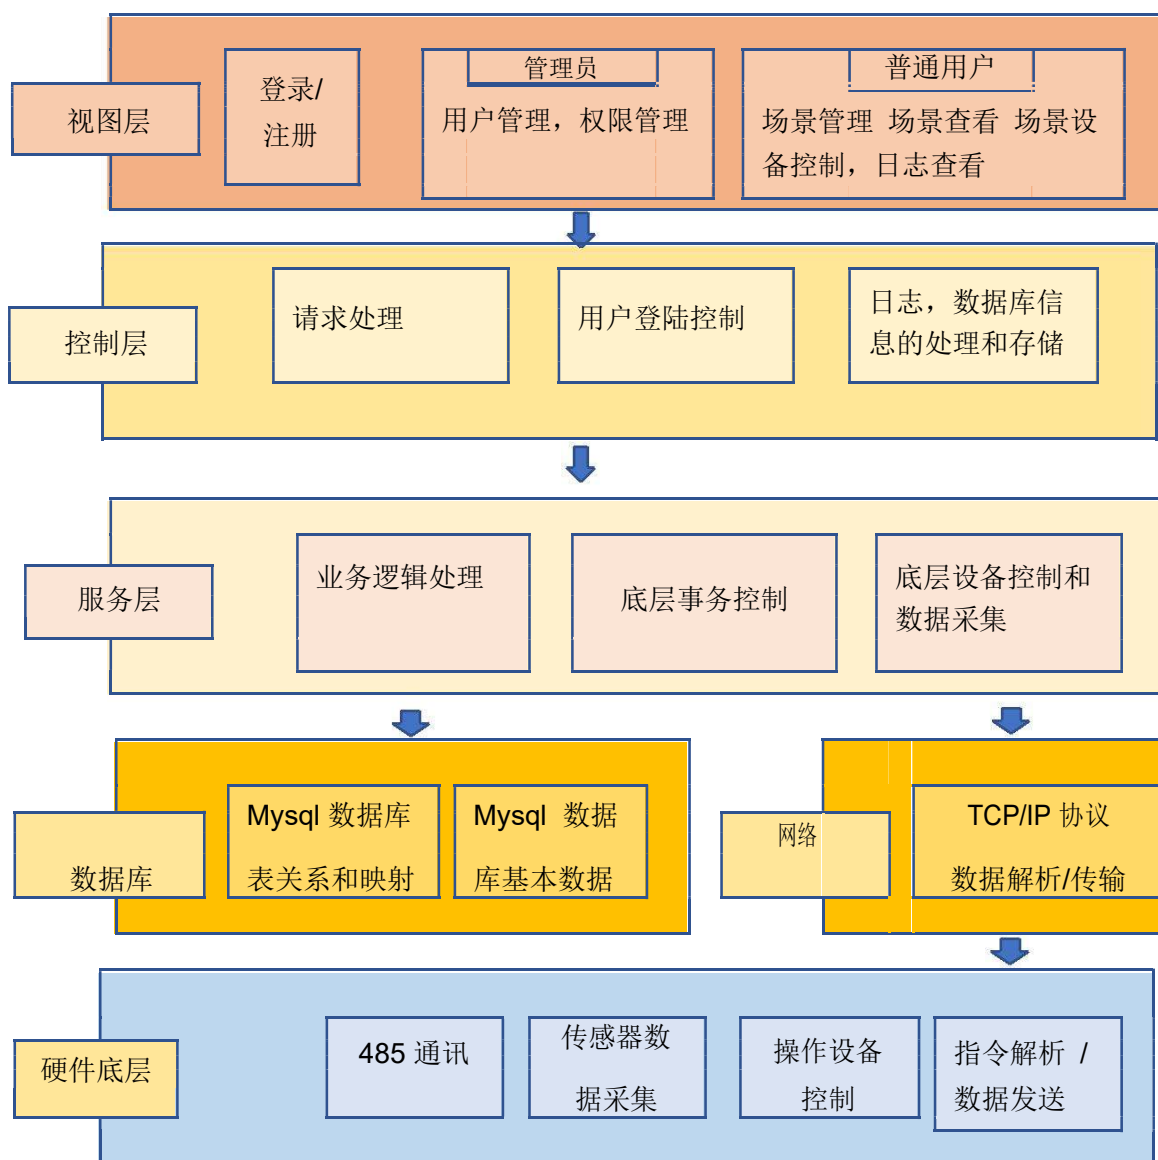 视图层
登录/
注册
管理员
用户管理，权限管理
普通用户
场景管理 场景查看 场景设
备控制，日志查看
控制层
请求处理
用户登陆控制
日志，数据库信
息的处理和存储
服务层
业务逻辑处理
底层事务控制
底层设备控制和
数据采集
数据库
Mysql 数据库
表关系和映射
Mysql 数据
库基本数据
网络
TCP/IP 协议
数据解析/传输
硬件底层
485 通讯
传感器数
据采集
操作设备
控制
指令解析 /
数据发送